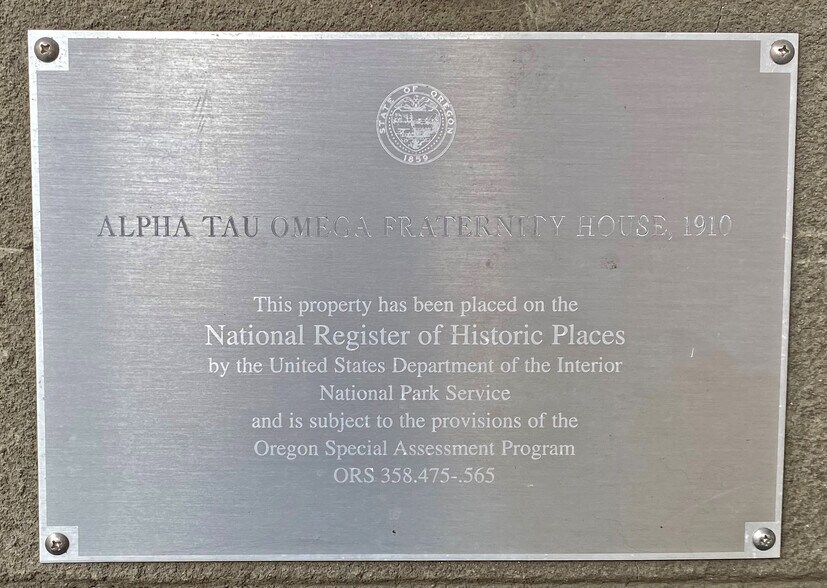 STATE OF OREGON
1859
ALPHA TAU OMEGA FRATERNITY HOUSE, 1910
This property has been placed on the
National Register of Historic Places
by the United States Department of the Interior
National Park Service
and is subject to the provisions of the
Oregon Special Assessment Program
ORS 358.475-.565